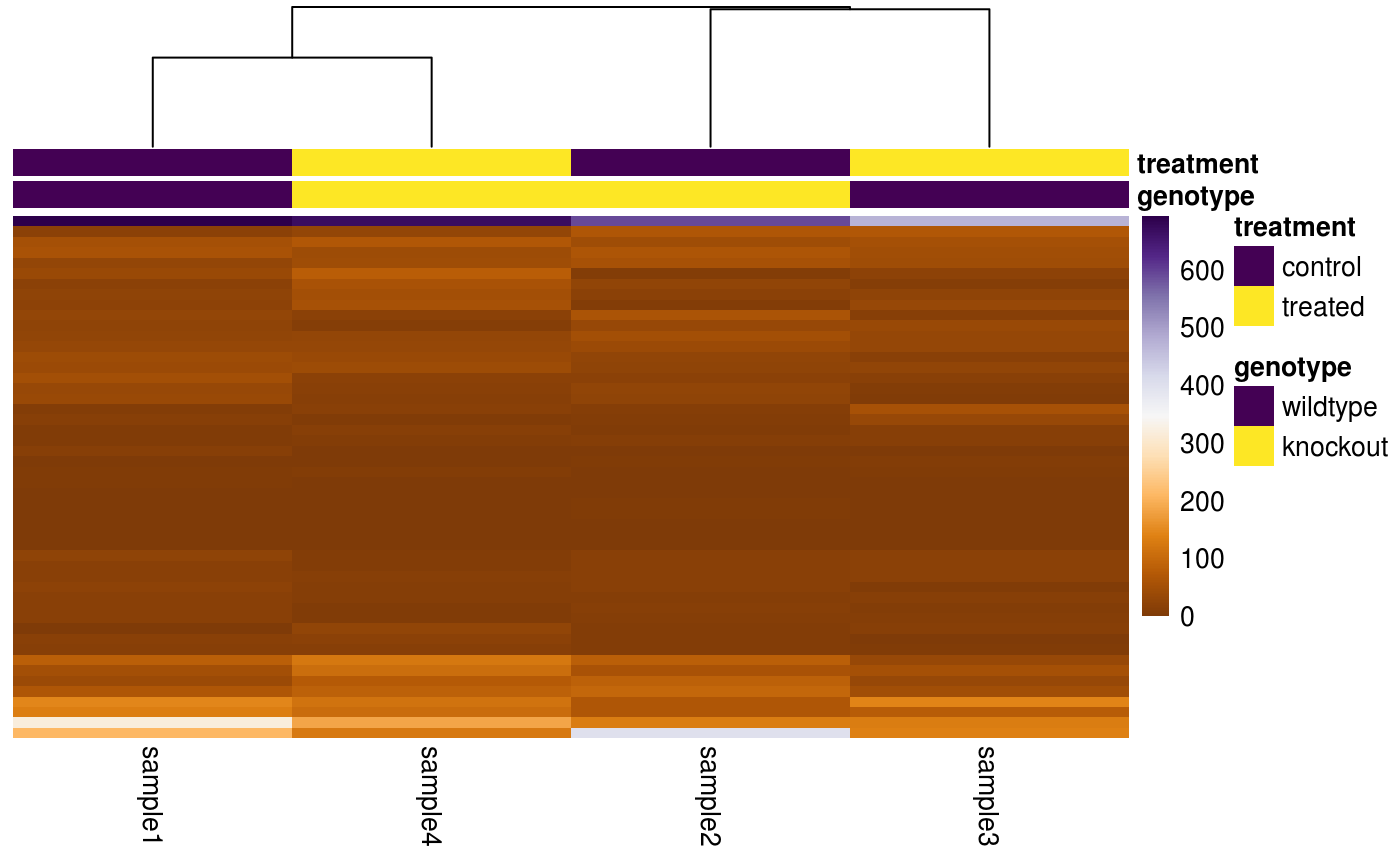 treatment
genotype
600
500
400
300
200
100
0
treatment
control
treated
genotype
wildtype
knockout
sample1
sample4
sample2
sample3